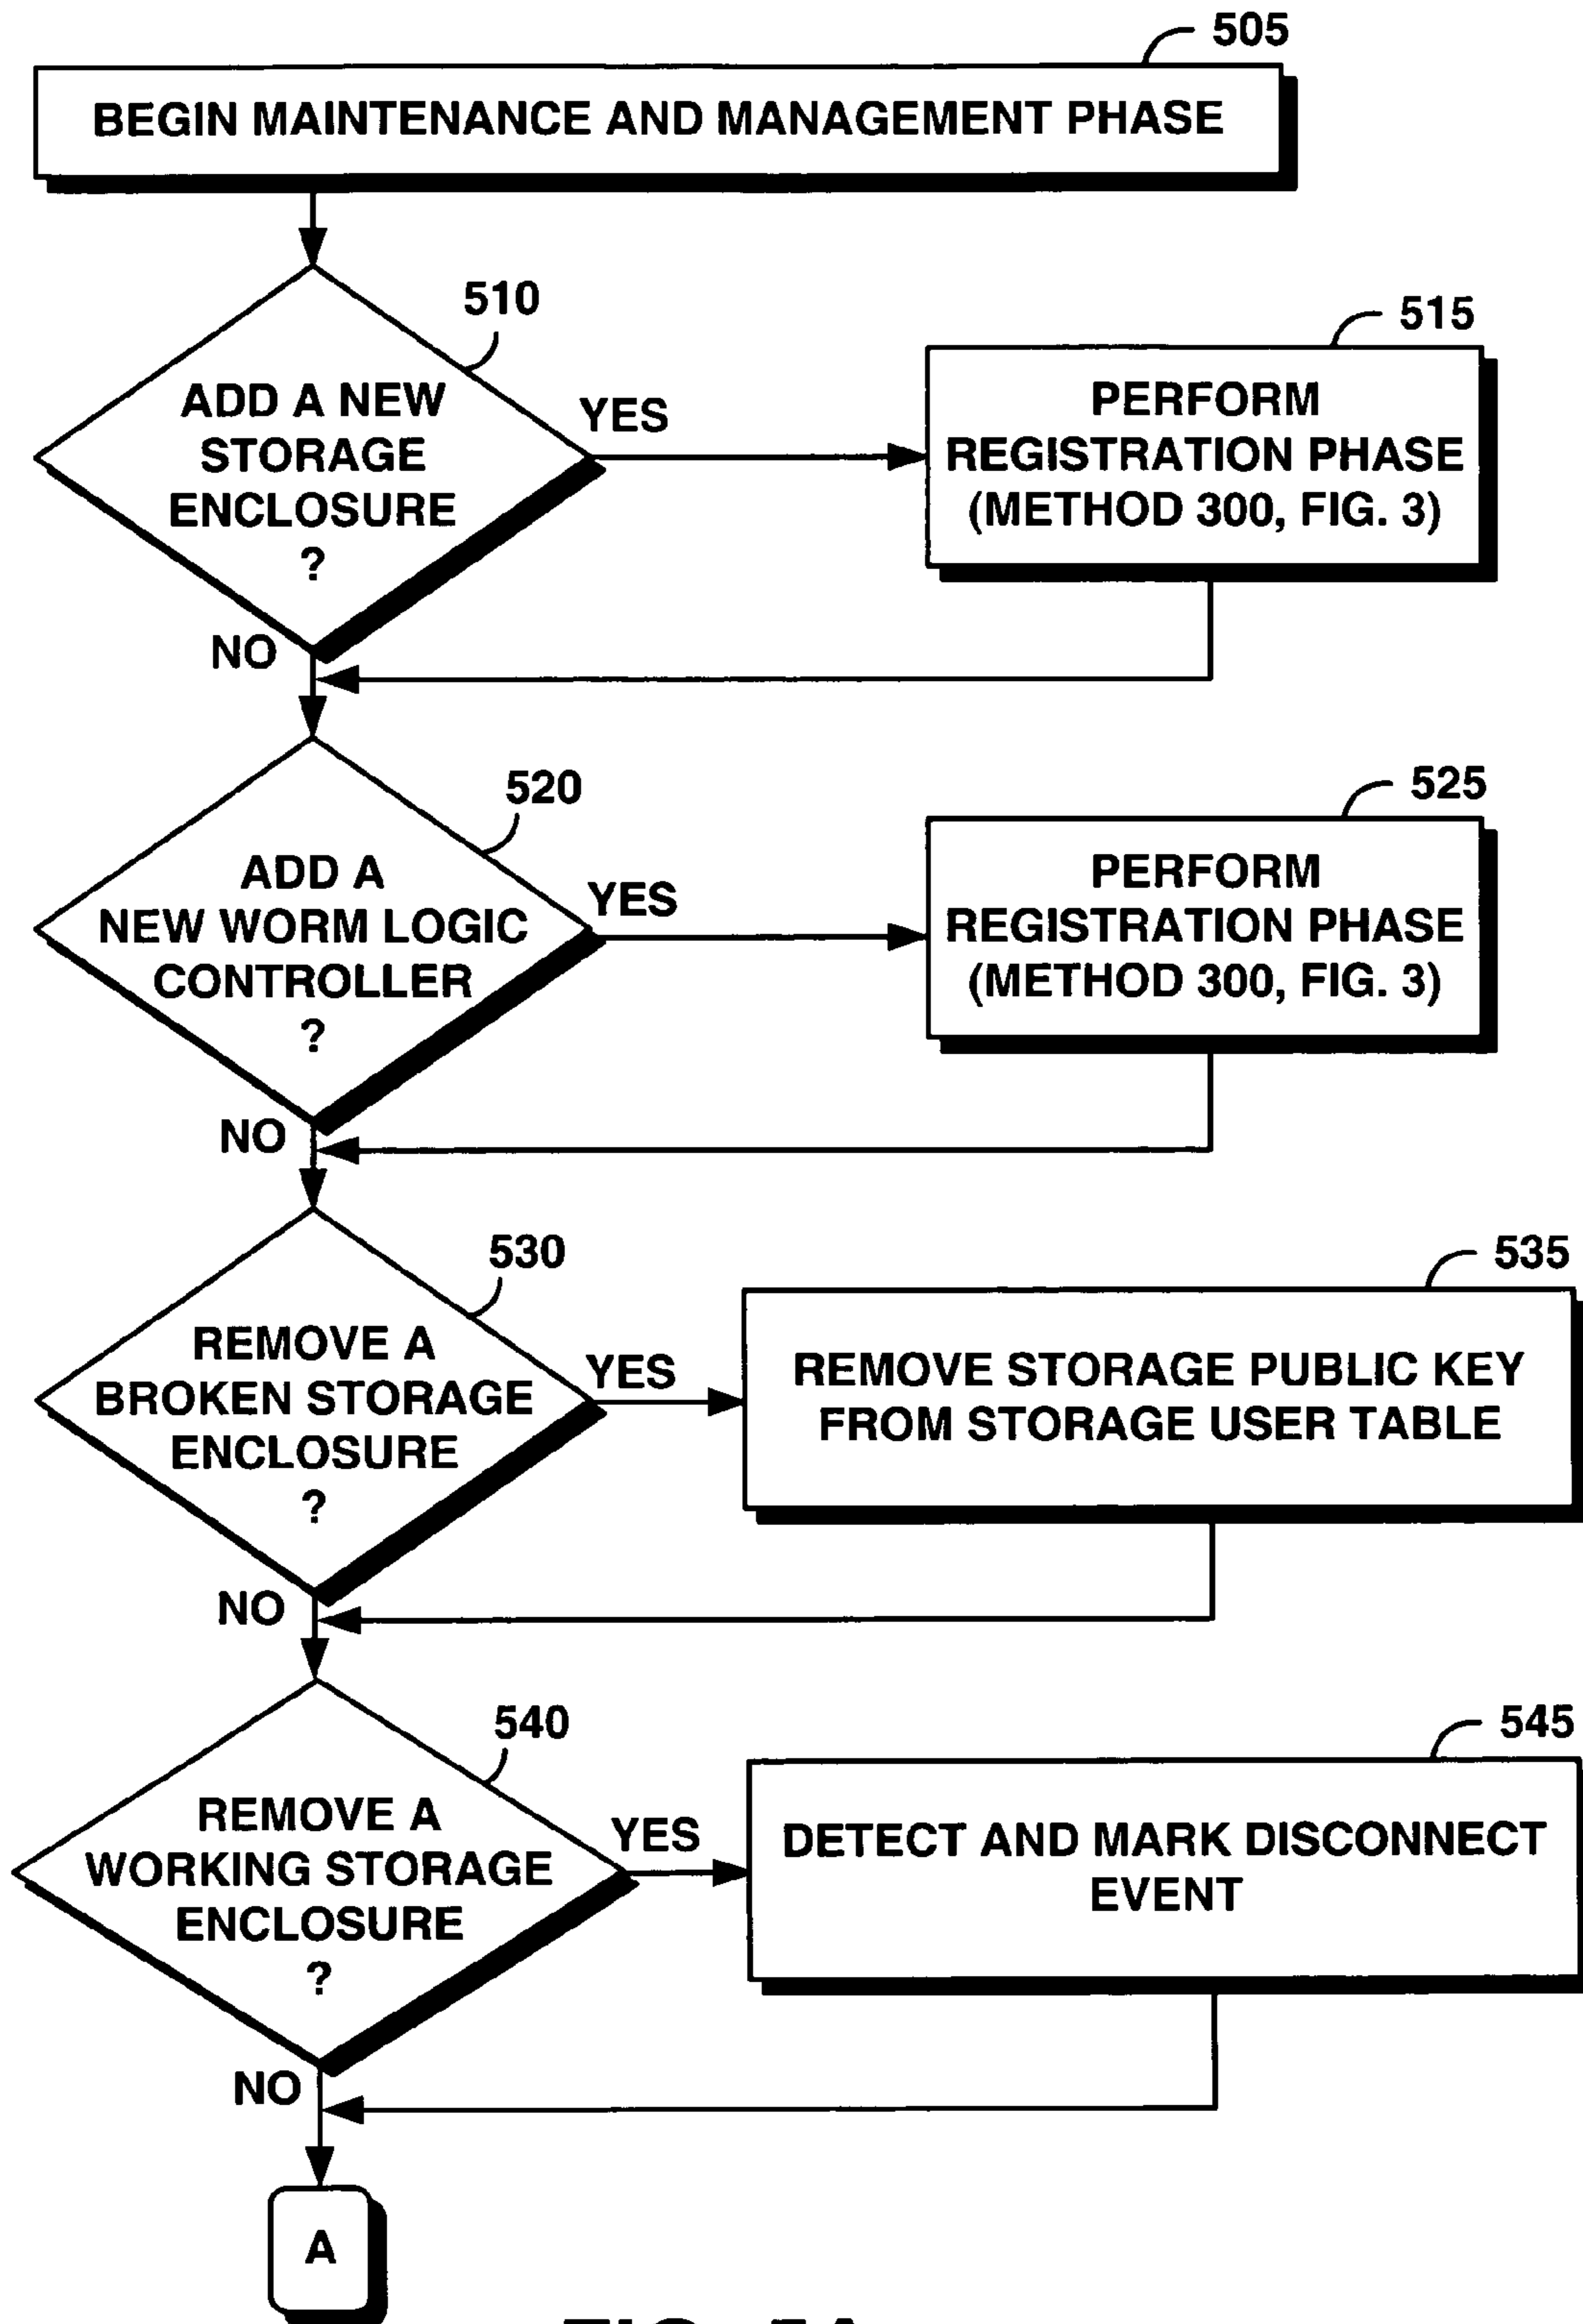 505
BEGIN MAINTENANCE AND MANAGEMENT PHASE
510
ADD A NEW
STORAGE
ENCLOSURE
?
YES
NO
515
PERFORM
REGISTRATION PHASE
(METHOD 300, FIG. 3)
520
ADD A
NEW WORM LOGIC
CONTROLLER
?
YES
NO
525
PERFORM
REGISTRATION PHASE
(METHOD 300, FIG. 3)
530
REMOVE A
BROKEN STORAGE
ENCLOSURE
?
YES
NO
535
REMOVE STORAGE PUBLIC KEY
FROM STORAGE USER TABLE
540
REMOVE A
WORKING STORAGE
ENCLOSURE
?
YES
NO
545
DETECT AND MARK DISCONNECT
EVENT
A